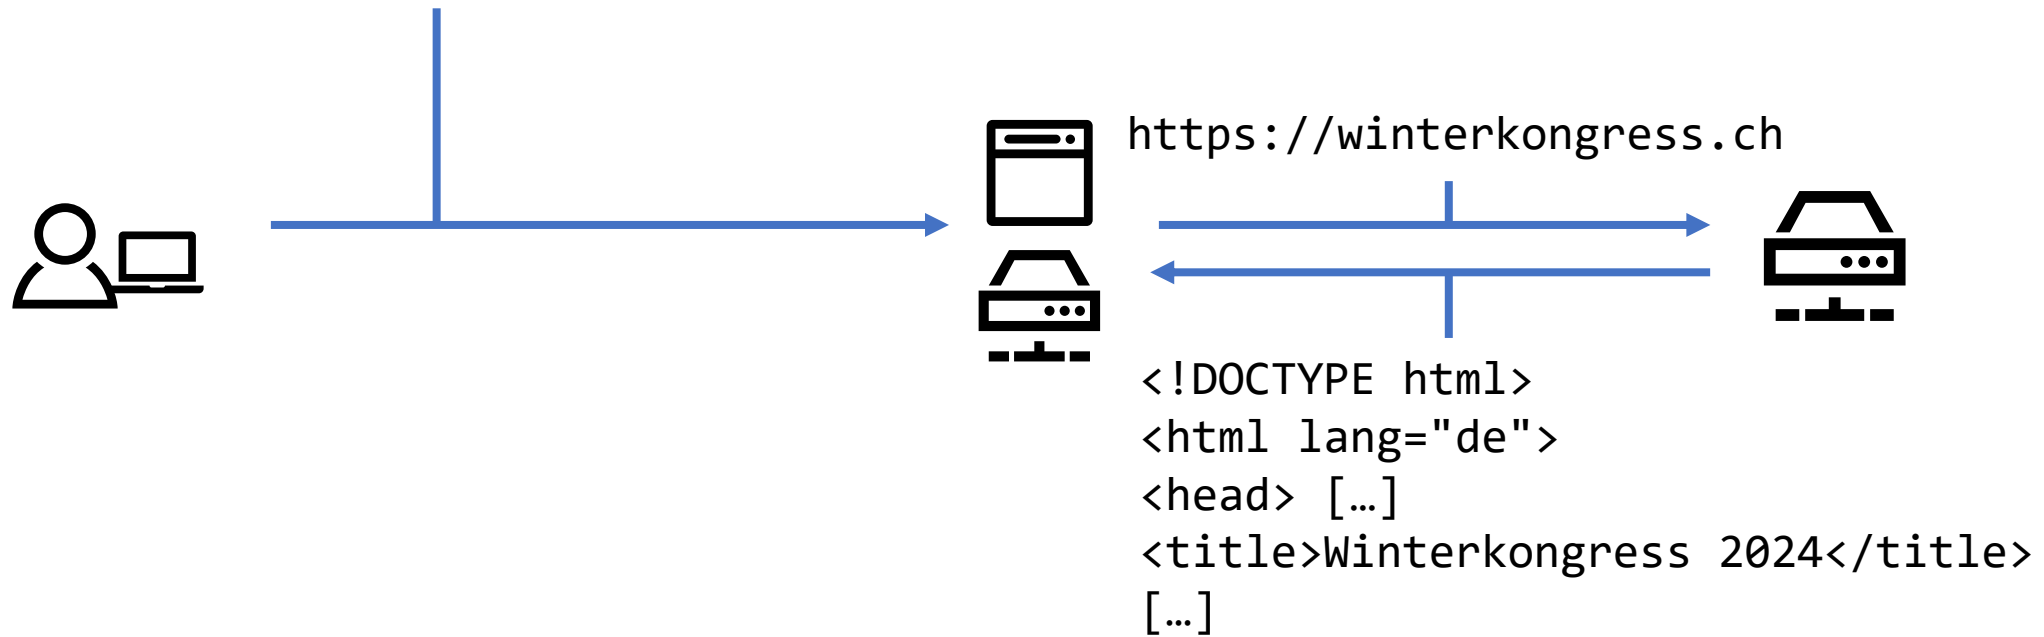 https://winterkongress.ch
<!DOCTYPE html>
<html lang="de">
<head> […]
<title>Winterkongress 2024</title>
[…]